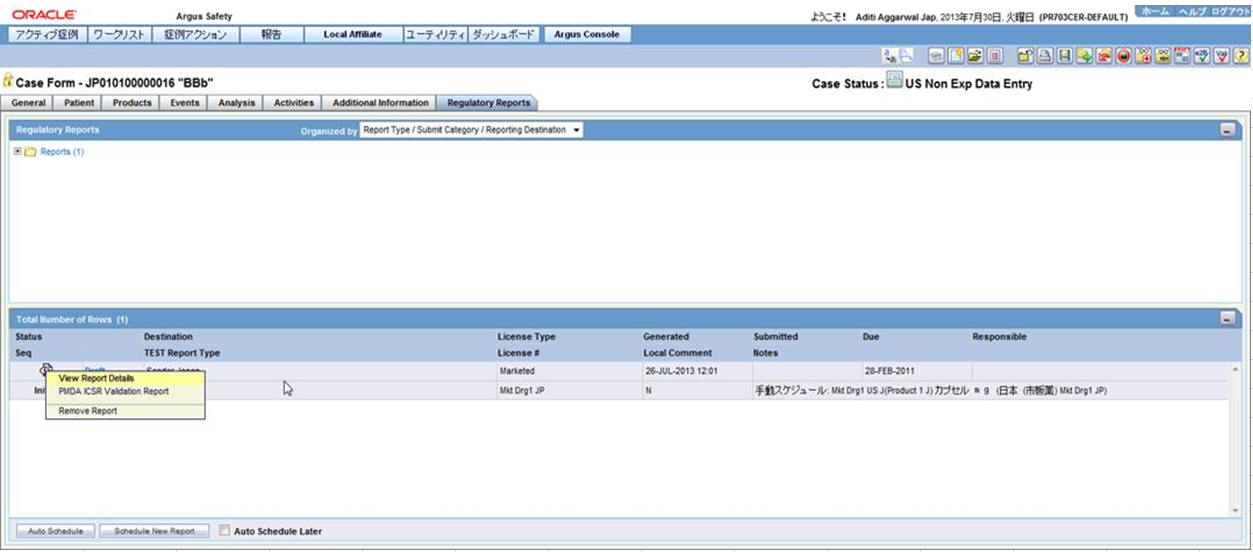 ORACLE
Argus Safety
ようこそ! Aditi Aggarwal Jap, 2013年7月30日, 火曜日 (PR703CER-DEFAULT)
ホーム ヘルプ ログアウト
アクティブ症例 ワークリスト 症例アクション 報告 Local Affiliate ユーティリティ ダッシュボード Argus Console
Case Form - JP010100000016 "BBb"
Case Status: US Non Exp Data Entry
General Patient Products Events Analysis Activities Additional Information Regulatory Reports
Regulatory Reports Organized by Report Type / Submit Category / Reporting Destination
Reports (1)
Total Number of Rows (1)
Status Destination License Type Generated Submitted Due Responsible
Seq TEST Report Type License # Local Comment Notes
Draft Marketed 26-JUL-2013 12:01 28-FEB-2011
View Report Details
Ini Mkt Drg1 JP N 手動スケジュール: Mkt Drg1 US J(Product 1 J) カプセル m g (日本 (市販薬) Mkt Drg1 JP)
PMDA ICSR Validation Report
Remove Report
Auto Schedule Schedule New Report Auto Schedule Later